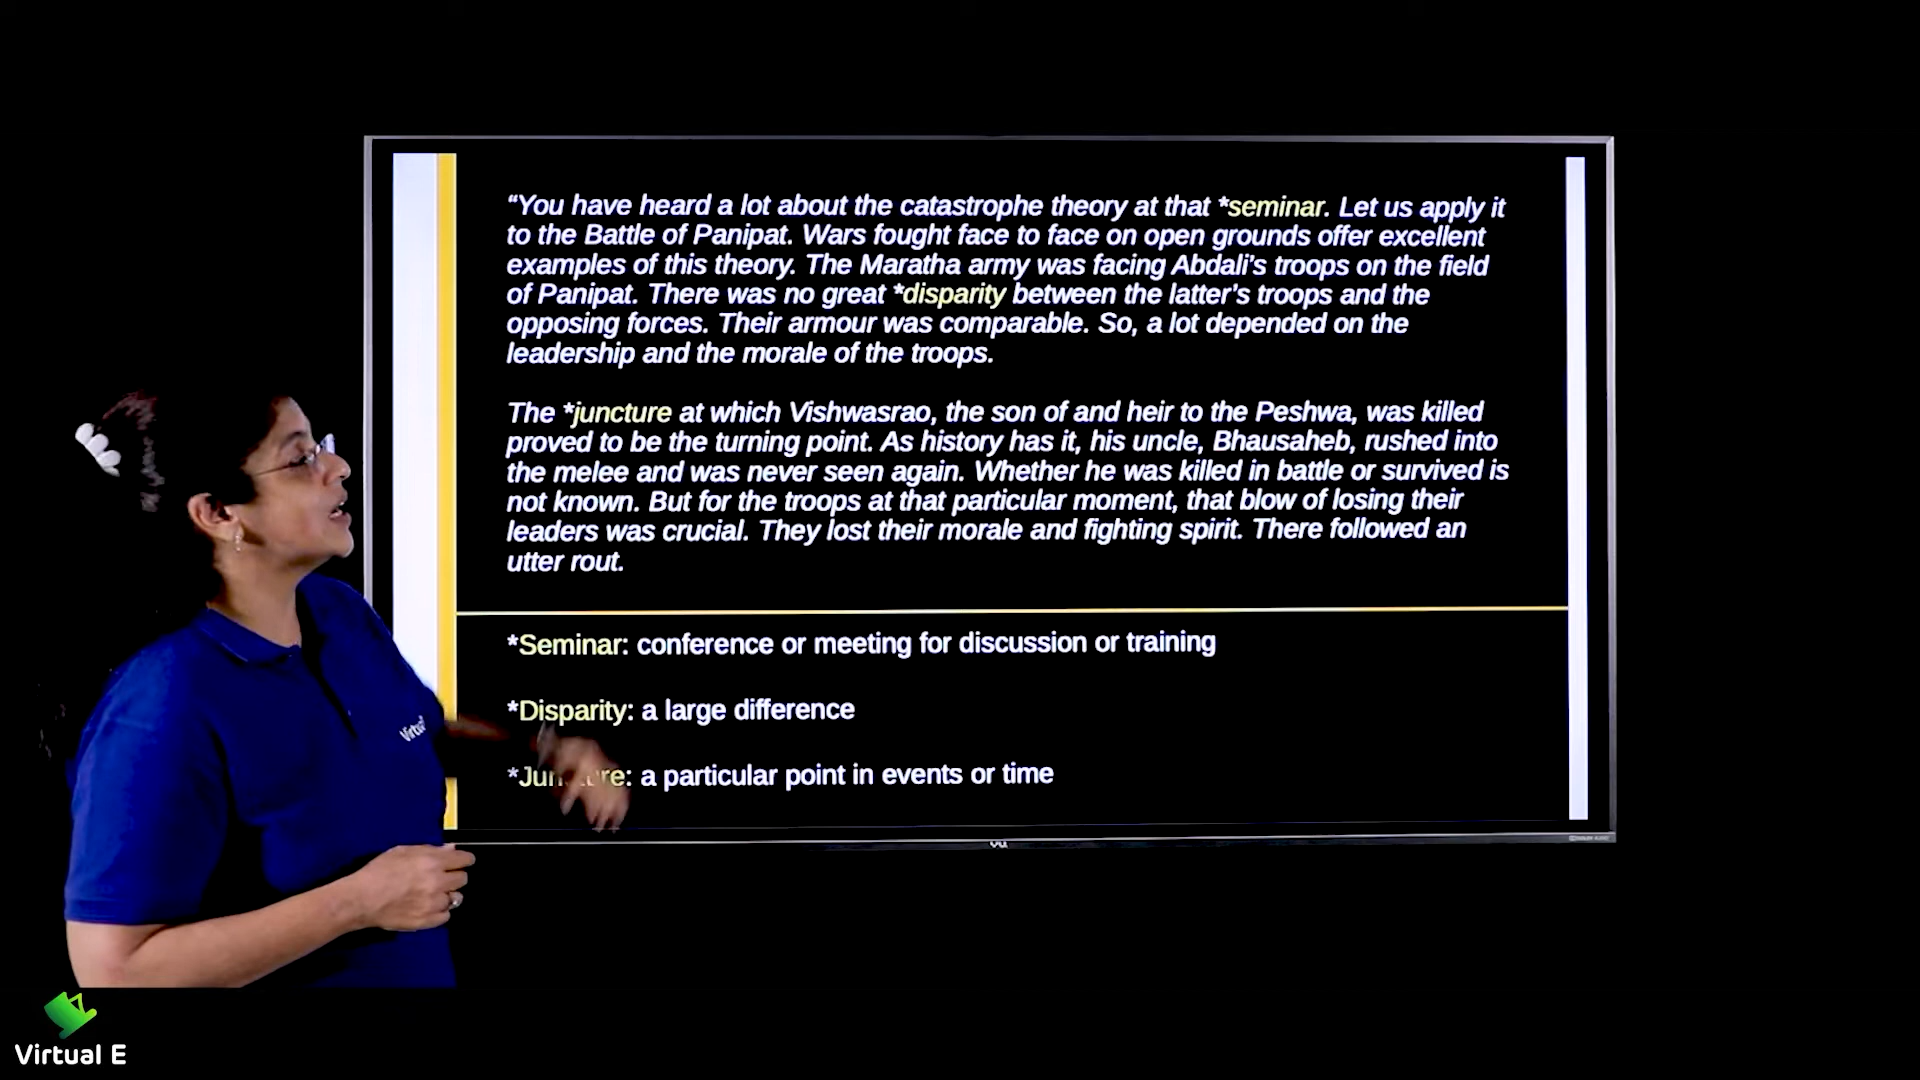 “You have heard a lot about the catastrophe theory at that *seminar. Let us apply it
to the Battle of Panipat. Wars fought face to face on open grounds offer excellent
examples of this theory. The Maratha army was facing Abdali’s troops on the field
of Panipat. There was no great *disparity between the latter’s troops and the
opposing forces. Their armour was comparable. So, a lot depended on the
leadership and the morale of the troops.
The *juncture at which Vishwasrao, the son of and heir to the Peshwa, was killed
proved to be the turning point. As history has it, his uncle, Bhausaheb, rushed into
the melee and was never seen again. Whether he was killed in battle or survived is
not known. But for the troops at that particular moment, that blow of losing their
leaders was crucial. They lost their morale and fighting spirit. There followed an
utter rout.
*Seminar: conference or meeting for discussion or training
*Disparity: a large difference
*Juncture: a particular point in events or time
Vu
Virtual E